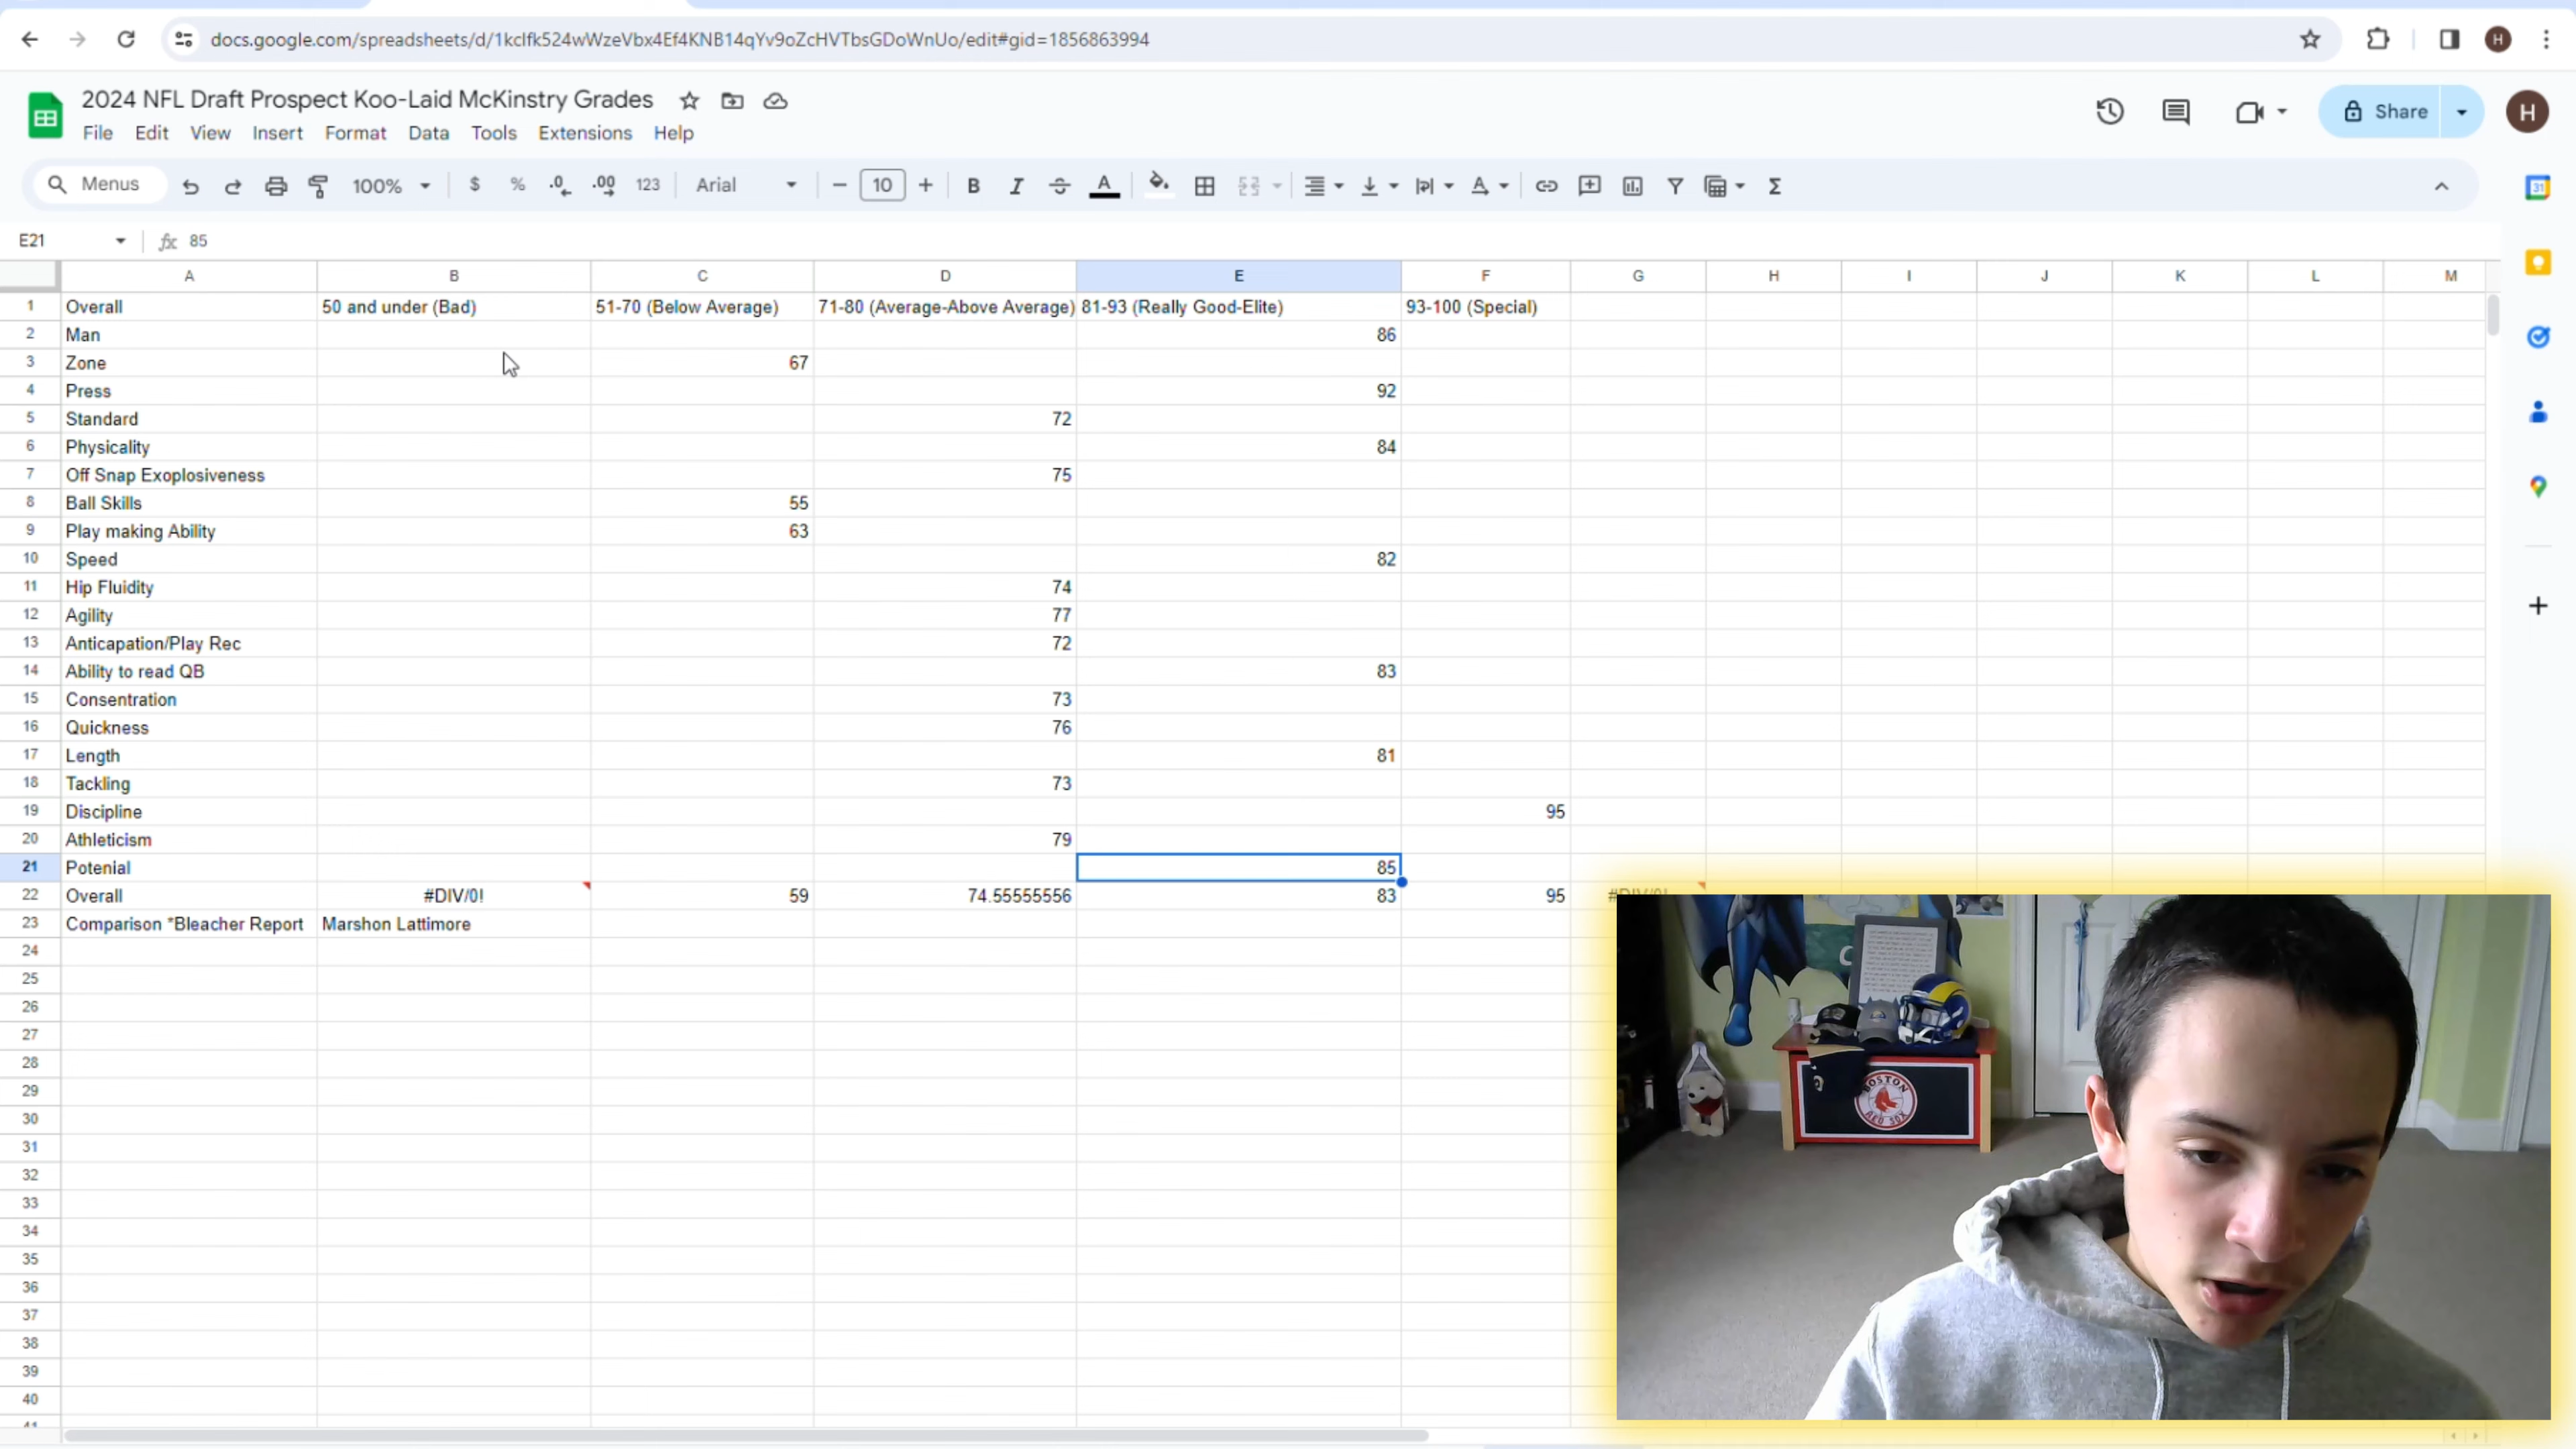 docs.google.com/spreadsheets/d/1kclfk524wWzeVbx4Ef4KNB14qYv9oZcHVTbsGDoWnUo/edit#gid=1856863994
H
2024 NFL Draft Prospect Koo-Laid McKinstry Grades
File Edit View Insert Format Data Tools Extensions Help
Share
H
Menus 100% $ % .0 .00 123 Arial 10 B I A
31
E21 fx 85
A B C D E F G H I J K L M
1 Overall 50 and under (Bad) 51-70 (Below Average) 71-80 (Average-Above Average) 81-93 (Really Good-Elite) 93-100 (Special)
2 Man 86
3 Zone 67
4 Press 92
5 Standard 72
6 Physicality 84
7 Off Snap Exoplosiveness 75
8 Ball Skills 55
9 Play making Ability 63
10 Speed 82
11 Hip Fluidity 74
12 Agility 77
13 Anticapation/Play Rec 72
14 Ability to read QB 83
15 Consentration 73
16 Quickness 76
17 Length 81
18 Tackling 73
19 Discipline 95
20 Athleticism 79
21 Potenial 85
22 Overall #DIV/0! 59 74.55555556 83 95 #DIV/0!
23 Comparison *Bleacher Report Marshon Lattimore
24
25
26
27
28
29
30
31
32
33
34
35
36
37
38
39
40
41
BOSTON
RED SOX